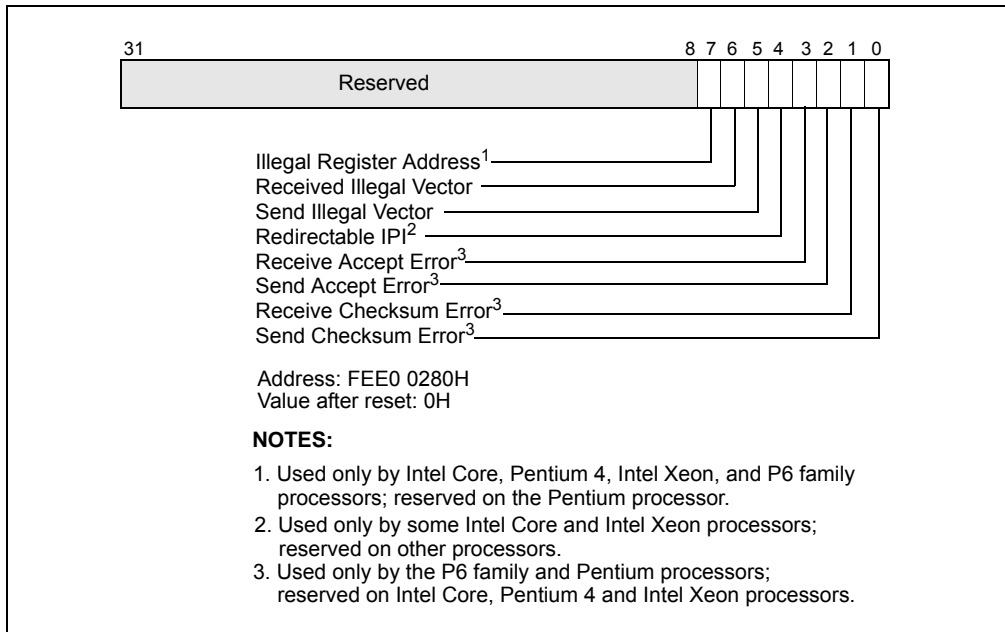 31 8 7 6 5 4 3 2 1 0
Reserved
Illegal Register Address1
Received Illegal Vector
Send Illegal Vector
Redirectable IPI2
Receive Accept Error3
Send Accept Error3
Receive Checksum Error3
Send Checksum Error3
Address: FEE0 0280H
Value after reset: 0H
NOTES:
1. Used only by Intel Core, Pentium 4, Intel Xeon, and P6 family
processors; reserved on the Pentium processor.
2. Used only by some Intel Core and Intel Xeon processors;
reserved on other processors.
3. Used only by the P6 family and Pentium processors;
reserved on Intel Core, Pentium 4 and Intel Xeon processors.